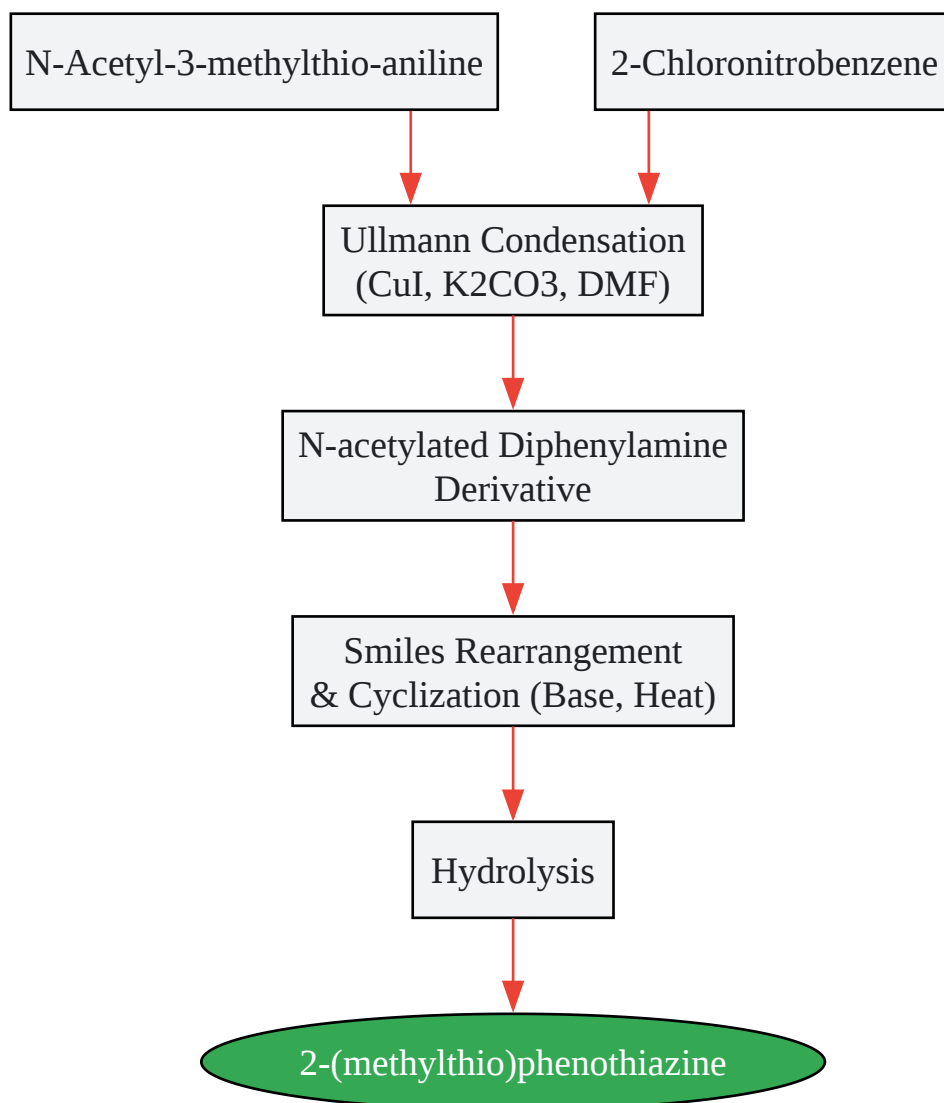 N-Acetyl-3-methylthio-aniline
2-Chloronitrobenzene
Ullmann Condensation
(CuI, K2CO3, DMF)
N-acetylated Diphenylamine
Derivative
Smiles Rearrangement
& Cyclization (Base, Heat)
Hydrolysis
2-(methylthio)phenothiazine